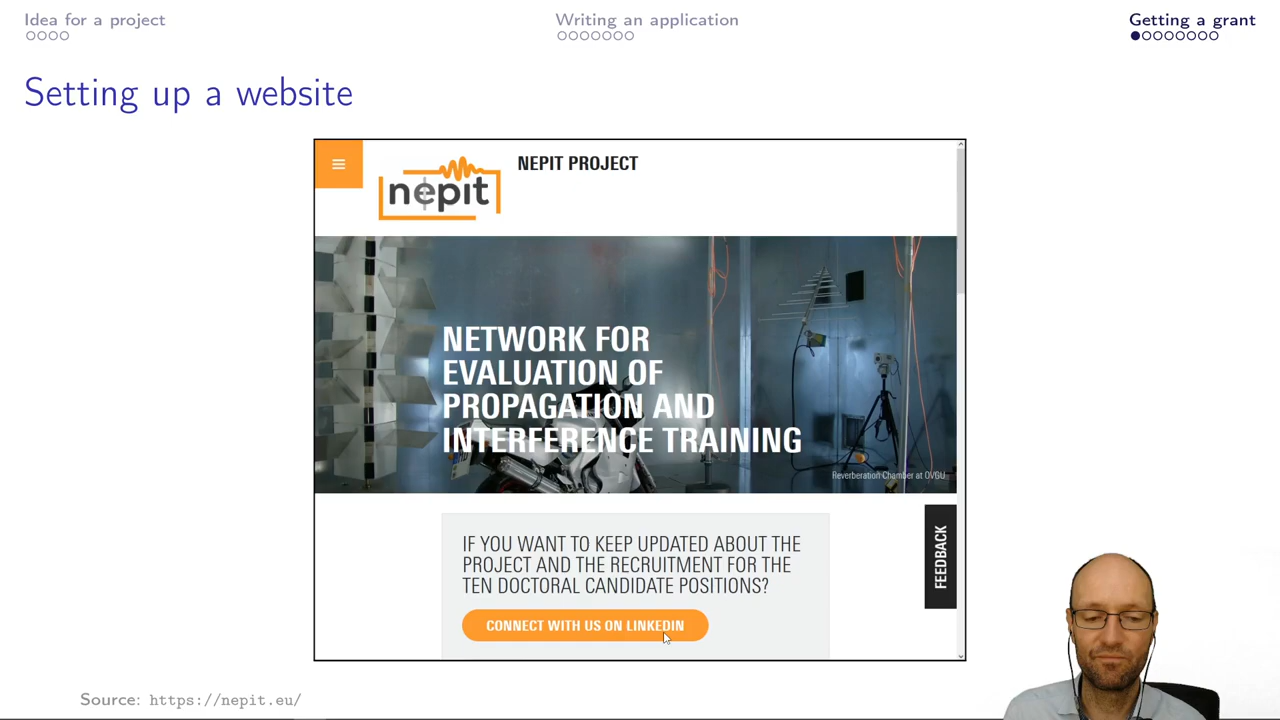 Idea for a project
Writing an application
Getting a grant
Setting up a website
nepit
NEPIT PROJECT
NETWORK FOR
EVALUATION OF
PROPAGATION AND
INTERFERENCE TRAINING
Reverberation Chamber at OVGU
IF YOU WANT TO KEEP UPDATED ABOUT THE
PROJECT AND THE RECRUITMENT FOR THE
TEN DOCTORAL CANDIDATE POSITIONS?
CONNECT WITH US ON LINKEDIN
FEEDBACK
Source: https://nepit.eu/